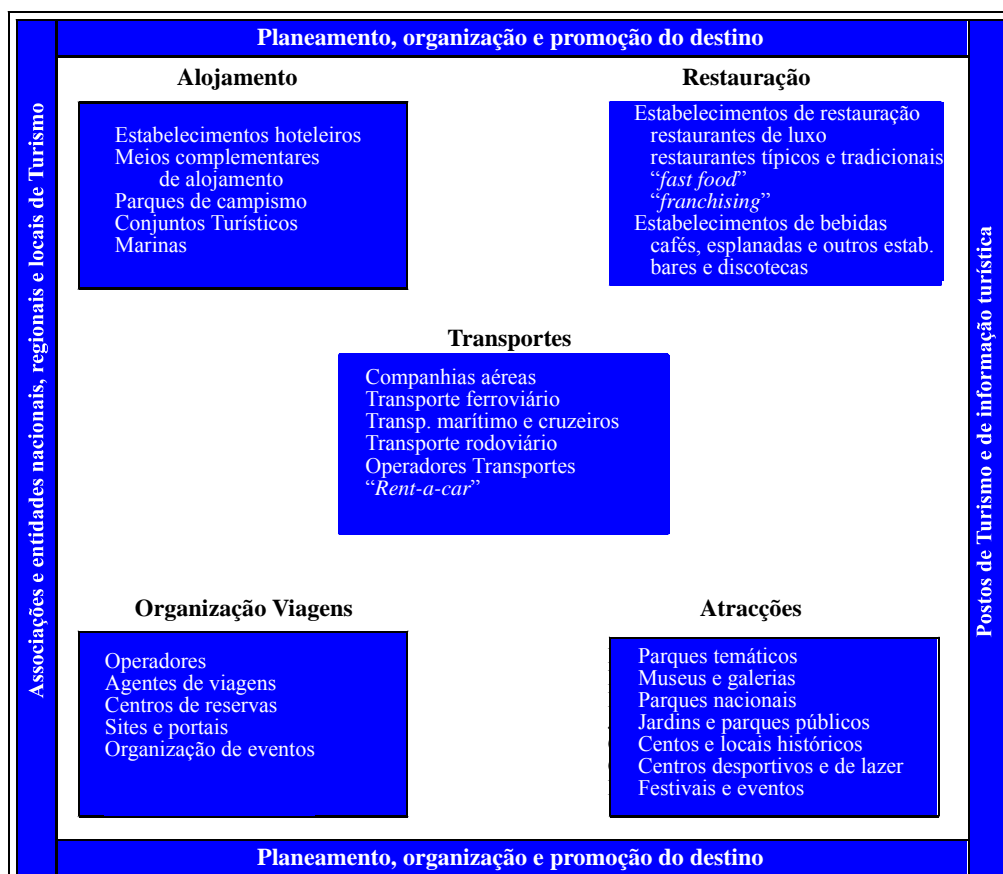 Planeamento, organização e promoção do destino
Associações e entidades nacionais, regionais e locais de Turismo
Alojamento
Estabelecimentos hoteleiros
Meios complementares
de alojamento
Parques de campismo
Conjuntos Turísticos
Marinas
Restauração
Estabelecimentos de restauração
restaurantes de luxo
restaurantes típicos e tradicionais
“fast food”
“franchising”
Estabelecimentos de bebidas
cafés, esplanadas e outros estab.
bares e discotecas
Transportes
Companhias aéreas
Transporte ferroviário
Transp. marítimo e cruzeiros
Transporte rodoviário
Operadores Transportes
“Rent-a-car”
Organização Viagens
Operadores
Agentes de viagens
Centros de reservas
Sites e portais
Organização de eventos
Atracções
Parques temáticos
Museus e galerias
Parques nacionais
Jardins e parques públicos
Centos e locais históricos
Centros desportivos e de lazer
Festivais e eventos
Postos de Turismo e de informação turística
Planeamento, organização e promoção do destino